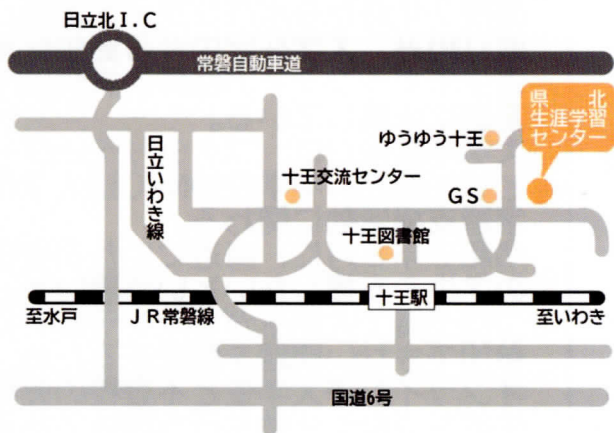 日立北I.C
常磐自動車道
県北
生涯学習
センター
ゆうゆう十王
日立いわき線
十王交流センター
GS
十王図書館
十王駅
至水戸
JR常磐線
至いわき
国道6号